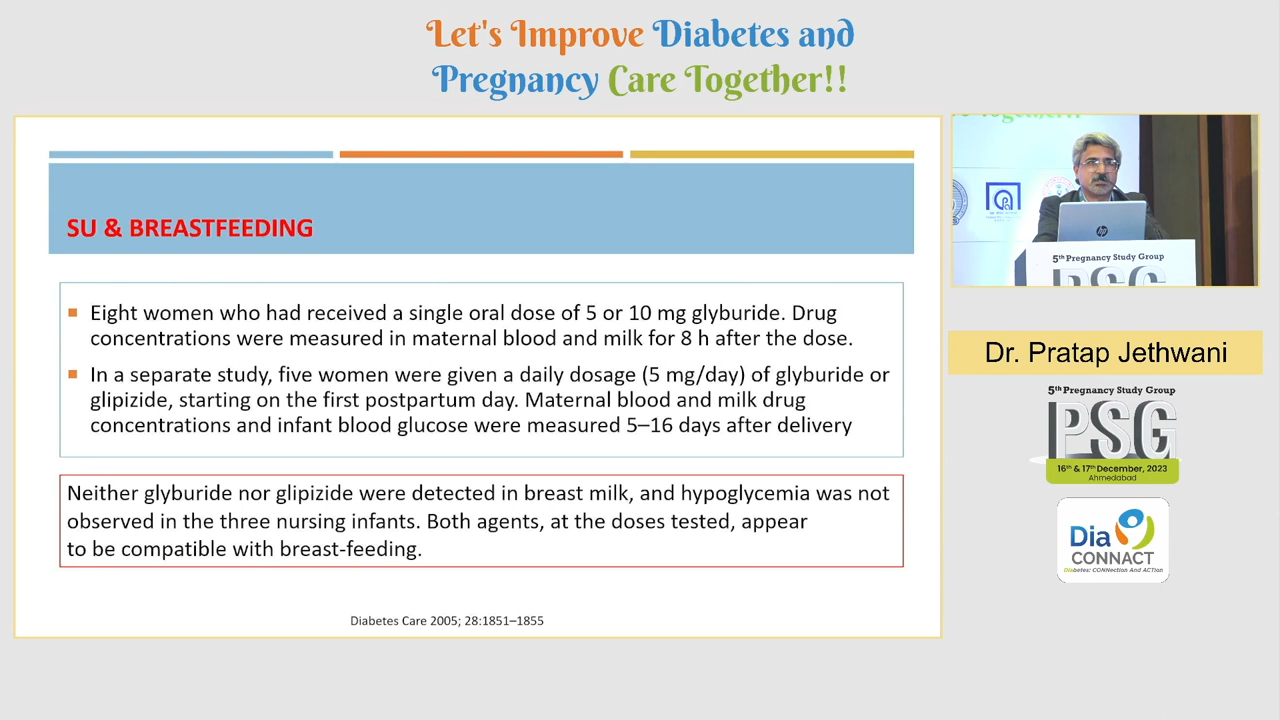 Let's Improve Diabetes and
Pregnancy Care Together!!
SU & BREASTFEEDING
Eight women who had received a single oral dose of 5 or 10 mg glyburide. Drug
concentrations were measured in maternal blood and milk for 8 h after the dose.
In a separate study, five women were given a daily dosage (5 mg/day) of glyburide or
glipizide, starting on the first postpartum day. Maternal blood and milk drug
concentrations and infant blood glucose were measured 5–16 days after delivery
Neither glyburide nor glipizide were detected in breast milk, and hypoglycemia was not
observed in the three nursing infants. Both agents, at the doses tested, appear
to be compatible with breast-feeding.
Diabetes Care 2005; 28:1851–1855
hp
5th Pregnancy Study Group
PSG
Dr. Pratap Jethwani
5th Pregnancy Study Group
PSG
16th & 17th December, 2023
Ahmedabad
Dia
CONNACT
Diabetes: CONNection And ACTion